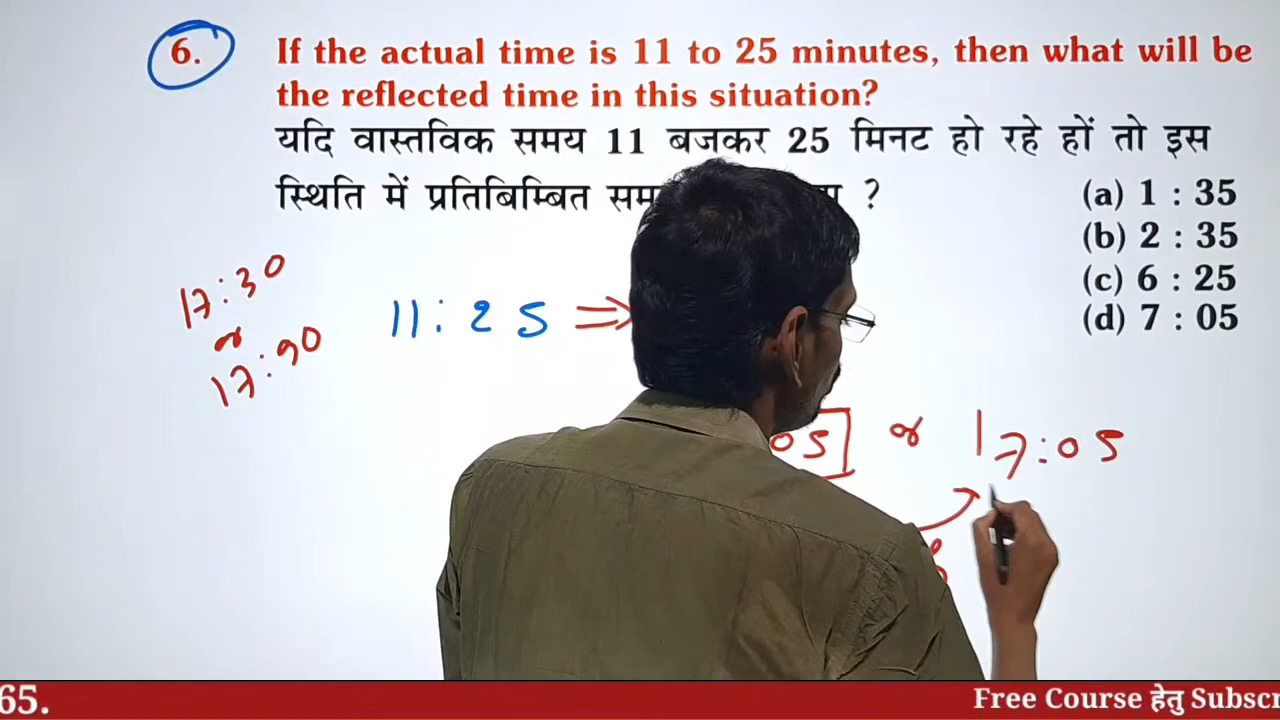 6. If the actual time is 11 to 25 minutes, then what will be
the reflected time in this situation?
यदि वास्तविक समय 11 बजकर 25 मिनट हो रहे हों तो इस
स्थिति में प्रतिबिम्बित ?
(a) 1 : 35
(b) 2 : 35
(c) 6 : 25
(d) 7 : 05
17:30
or
17:90
11:25 ⇒
05 or 17:05
65. Free Course हेतु